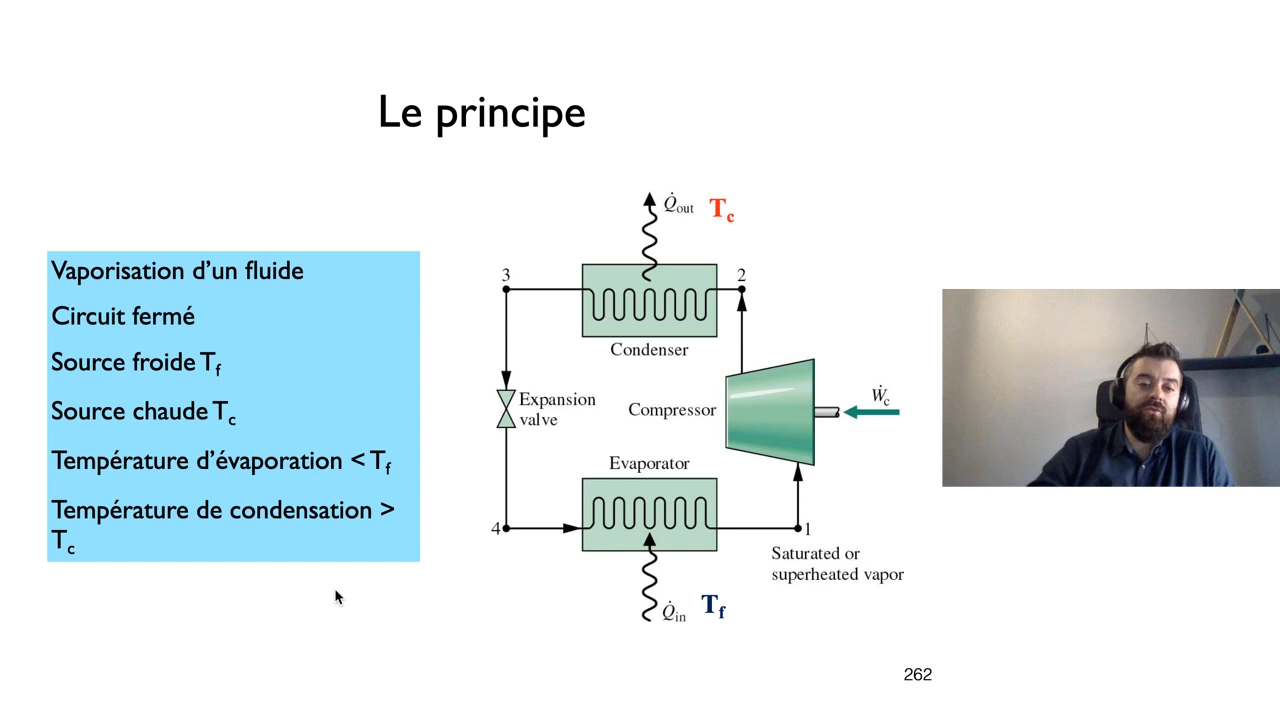 Le principe
Vaporisation d’un fluide
Circuit fermé
Source froide Tf
Source chaude Tc
Température d’évaporation < Tf
Température de condensation >
Tc
Q̇out Tc
3
2
Condenser
Expansion
valve
Compressor
Ẇc
Evaporator
4
1
Saturated or
superheated vapor
Q̇in Tf
262